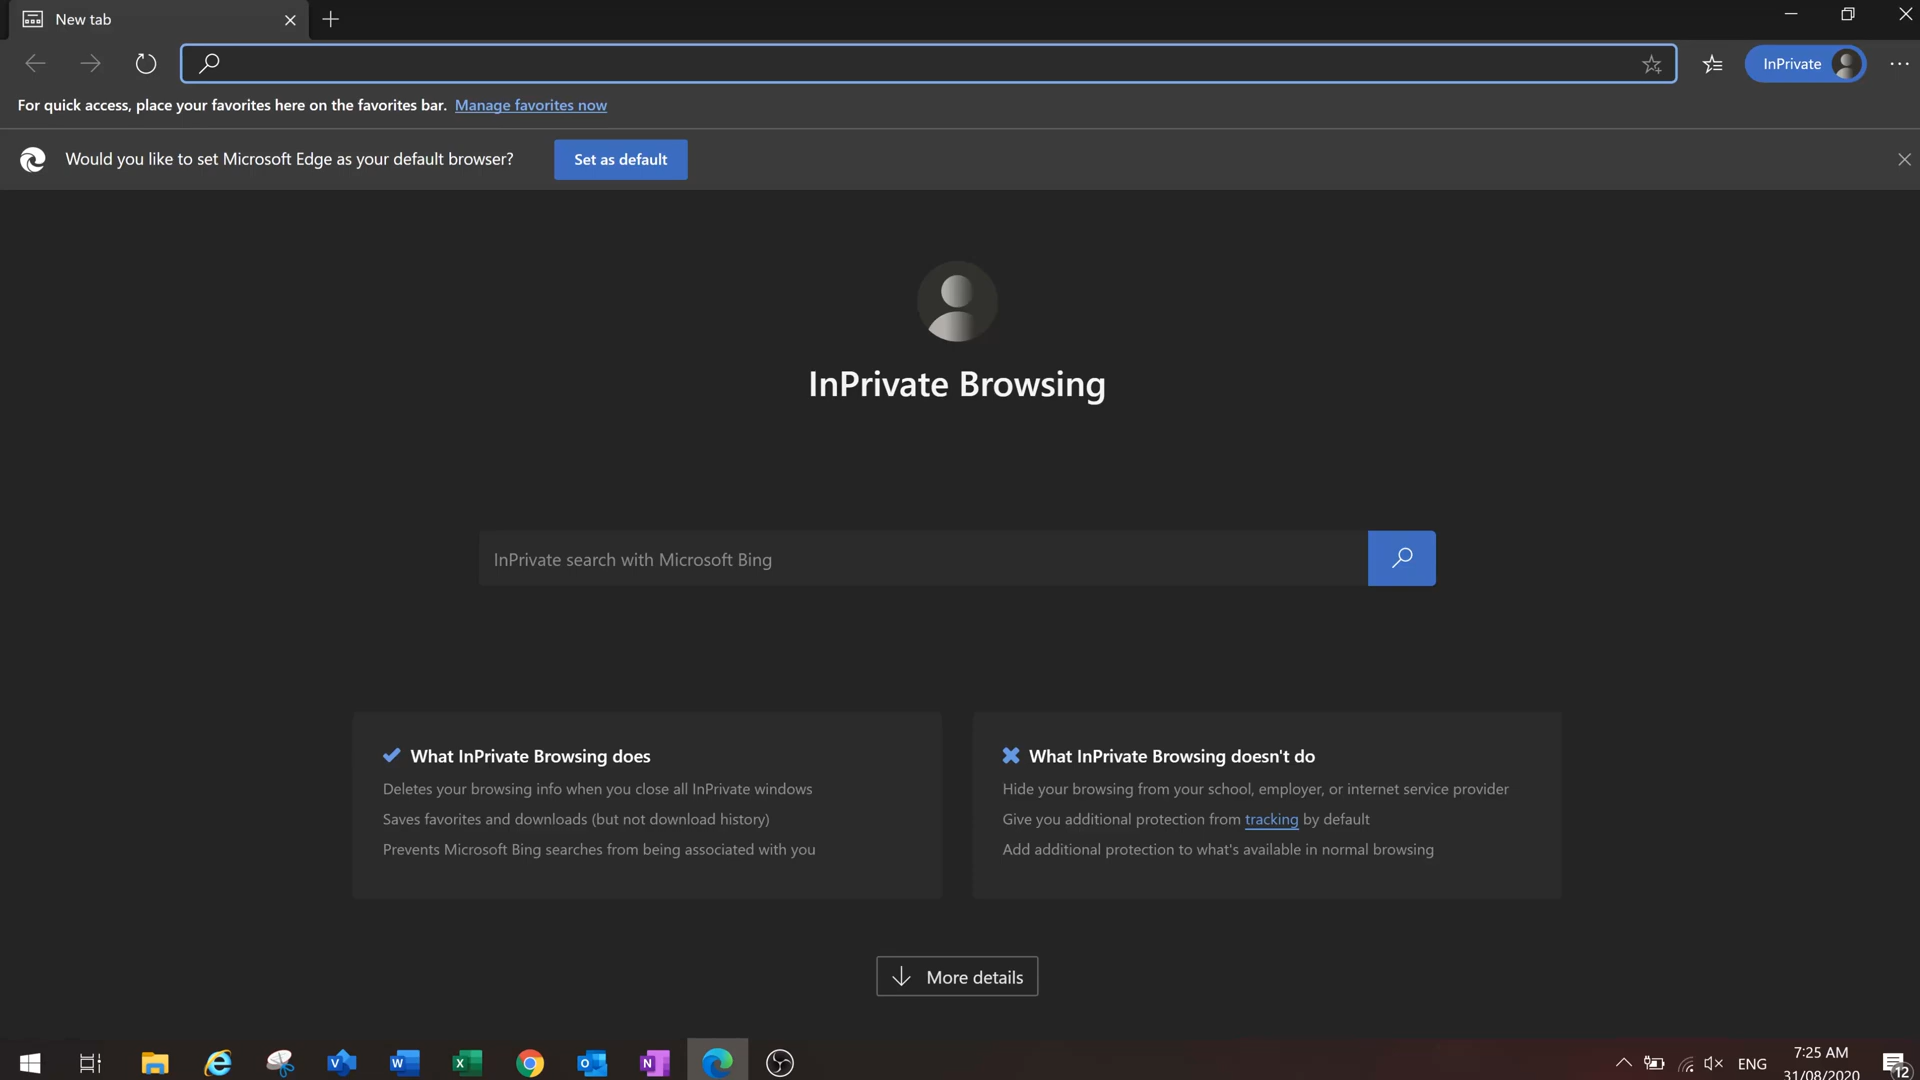 New tab
InPrivate
For quick access, place your favorites here on the favorites bar. Manage favorites now
Would you like to set Microsoft Edge as your default browser? Set as default
InPrivate Browsing
InPrivate search with Microsoft Bing
What InPrivate Browsing does
Deletes your browsing info when you close all InPrivate windows
Saves favorites and downloads (but not download history)
Prevents Microsoft Bing searches from being associated with you
What InPrivate Browsing doesn't do
Hide your browsing from your school, employer, or internet service provider
Give you additional protection from tracking by default
Add additional protection to what's available in normal browsing
More details
V
W
X
O
N
ENG
7:25 AM
31/08/2020
12